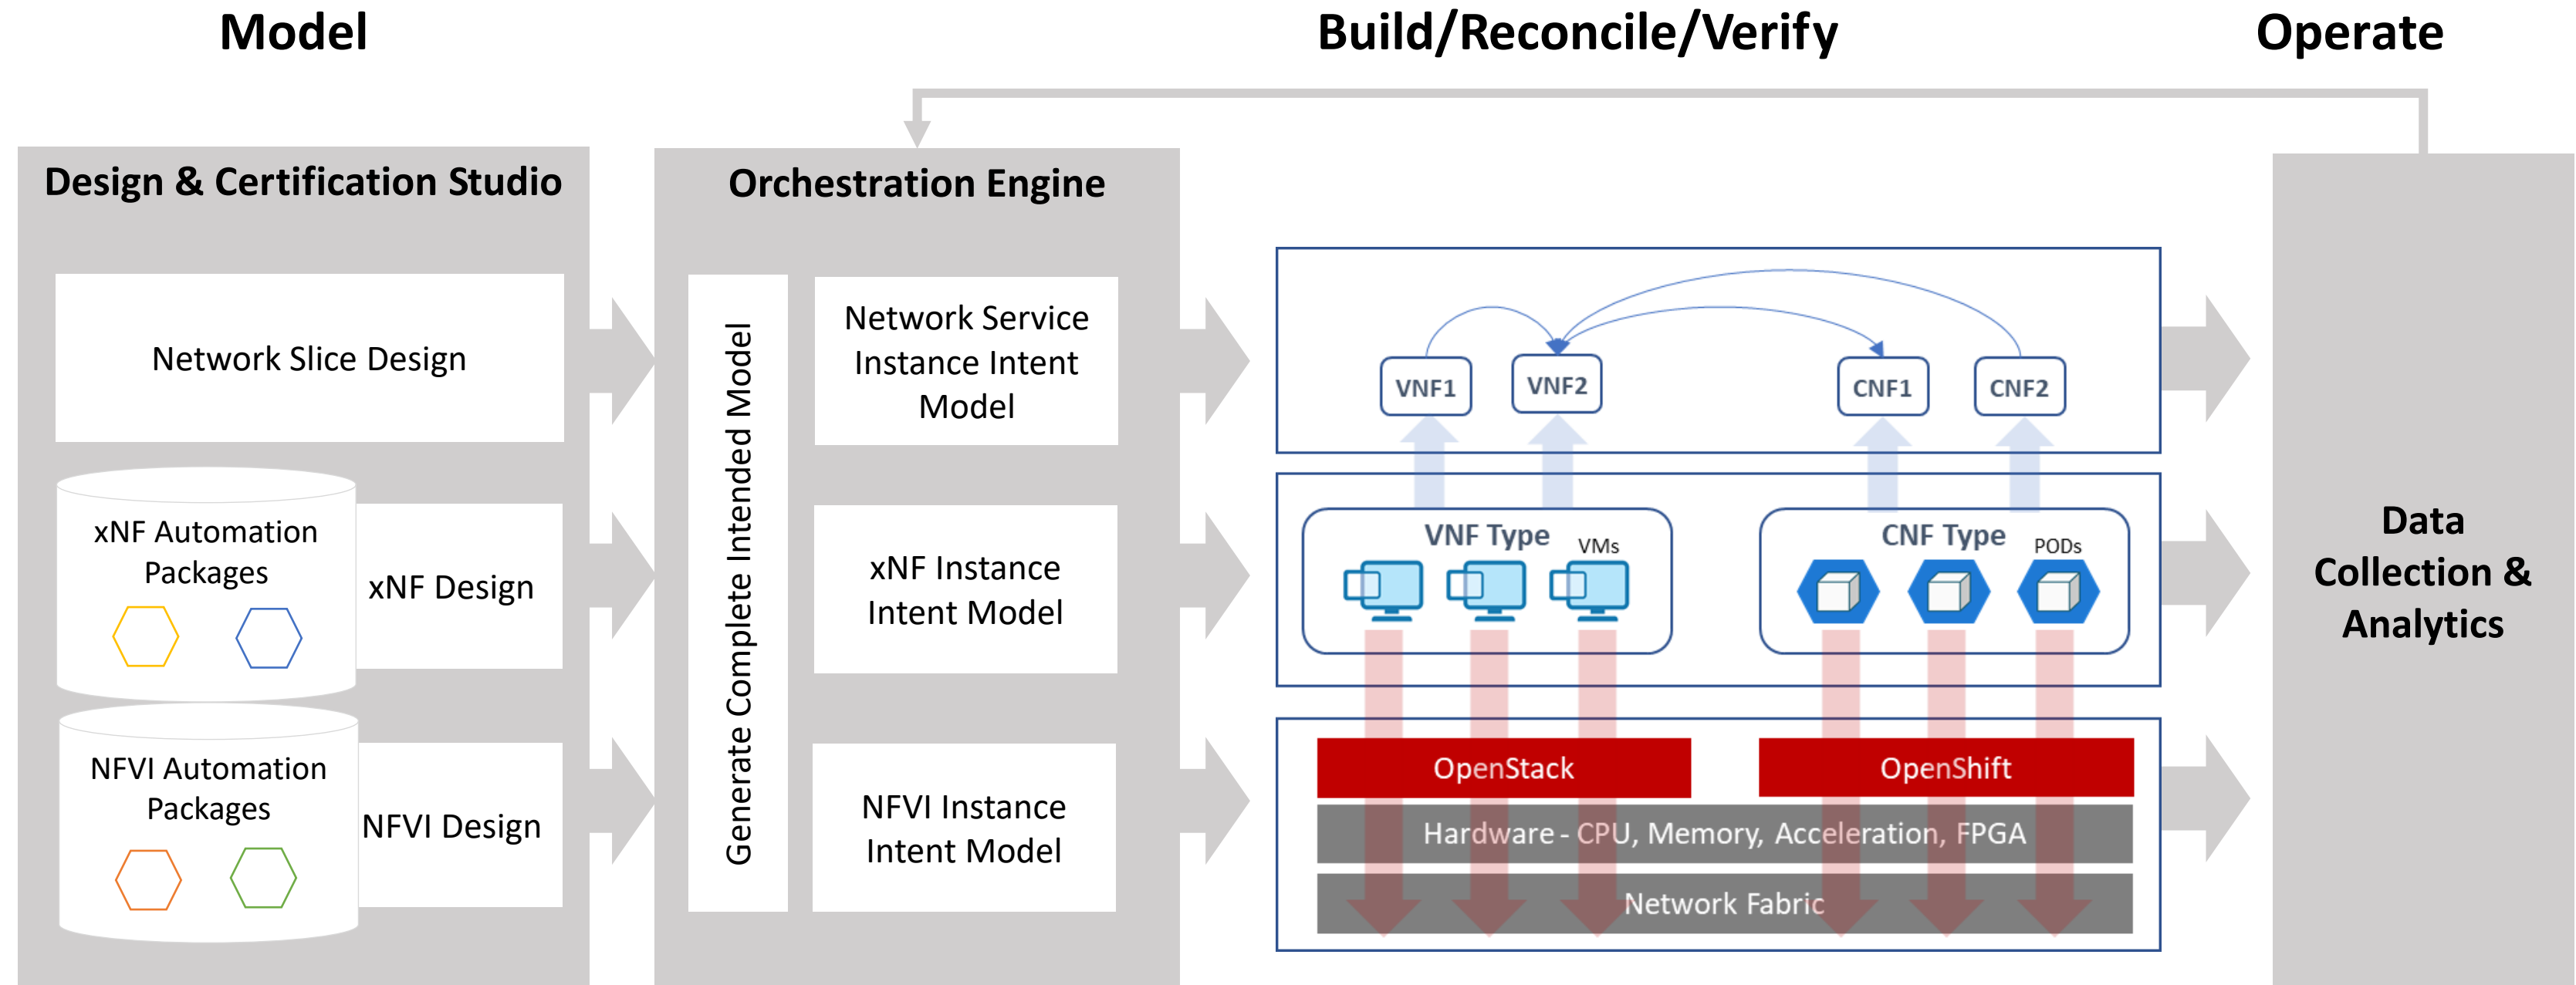 Model
Build/Reconcile/Verify
Operate
Design & Certification Studio
Network Slice Design
xNF Automation
Packages
xNF Design
NFVI Automation
Packages
NFVI Design
Orchestration Engine
Generate Complete Intended Model
Network Service
Instance Intent
Model
xNF Instance
Intent Model
NFVI Instance
Intent Model
VNF1
VNF2
CNF1
CNF2
VNF Type
VMs
CNF Type
PODs
OpenStack
OpenShift
Hardware - CPU, Memory, Acceleration, FPGA
Network Fabric
Data
Collection &
Analytics